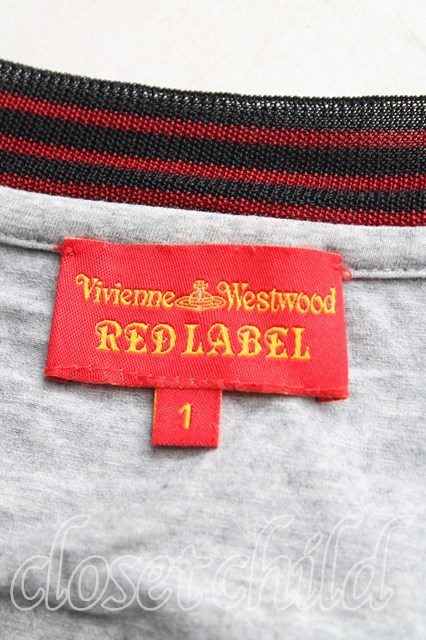 Vivienne Westwood
RED LABEL
1
closetchild